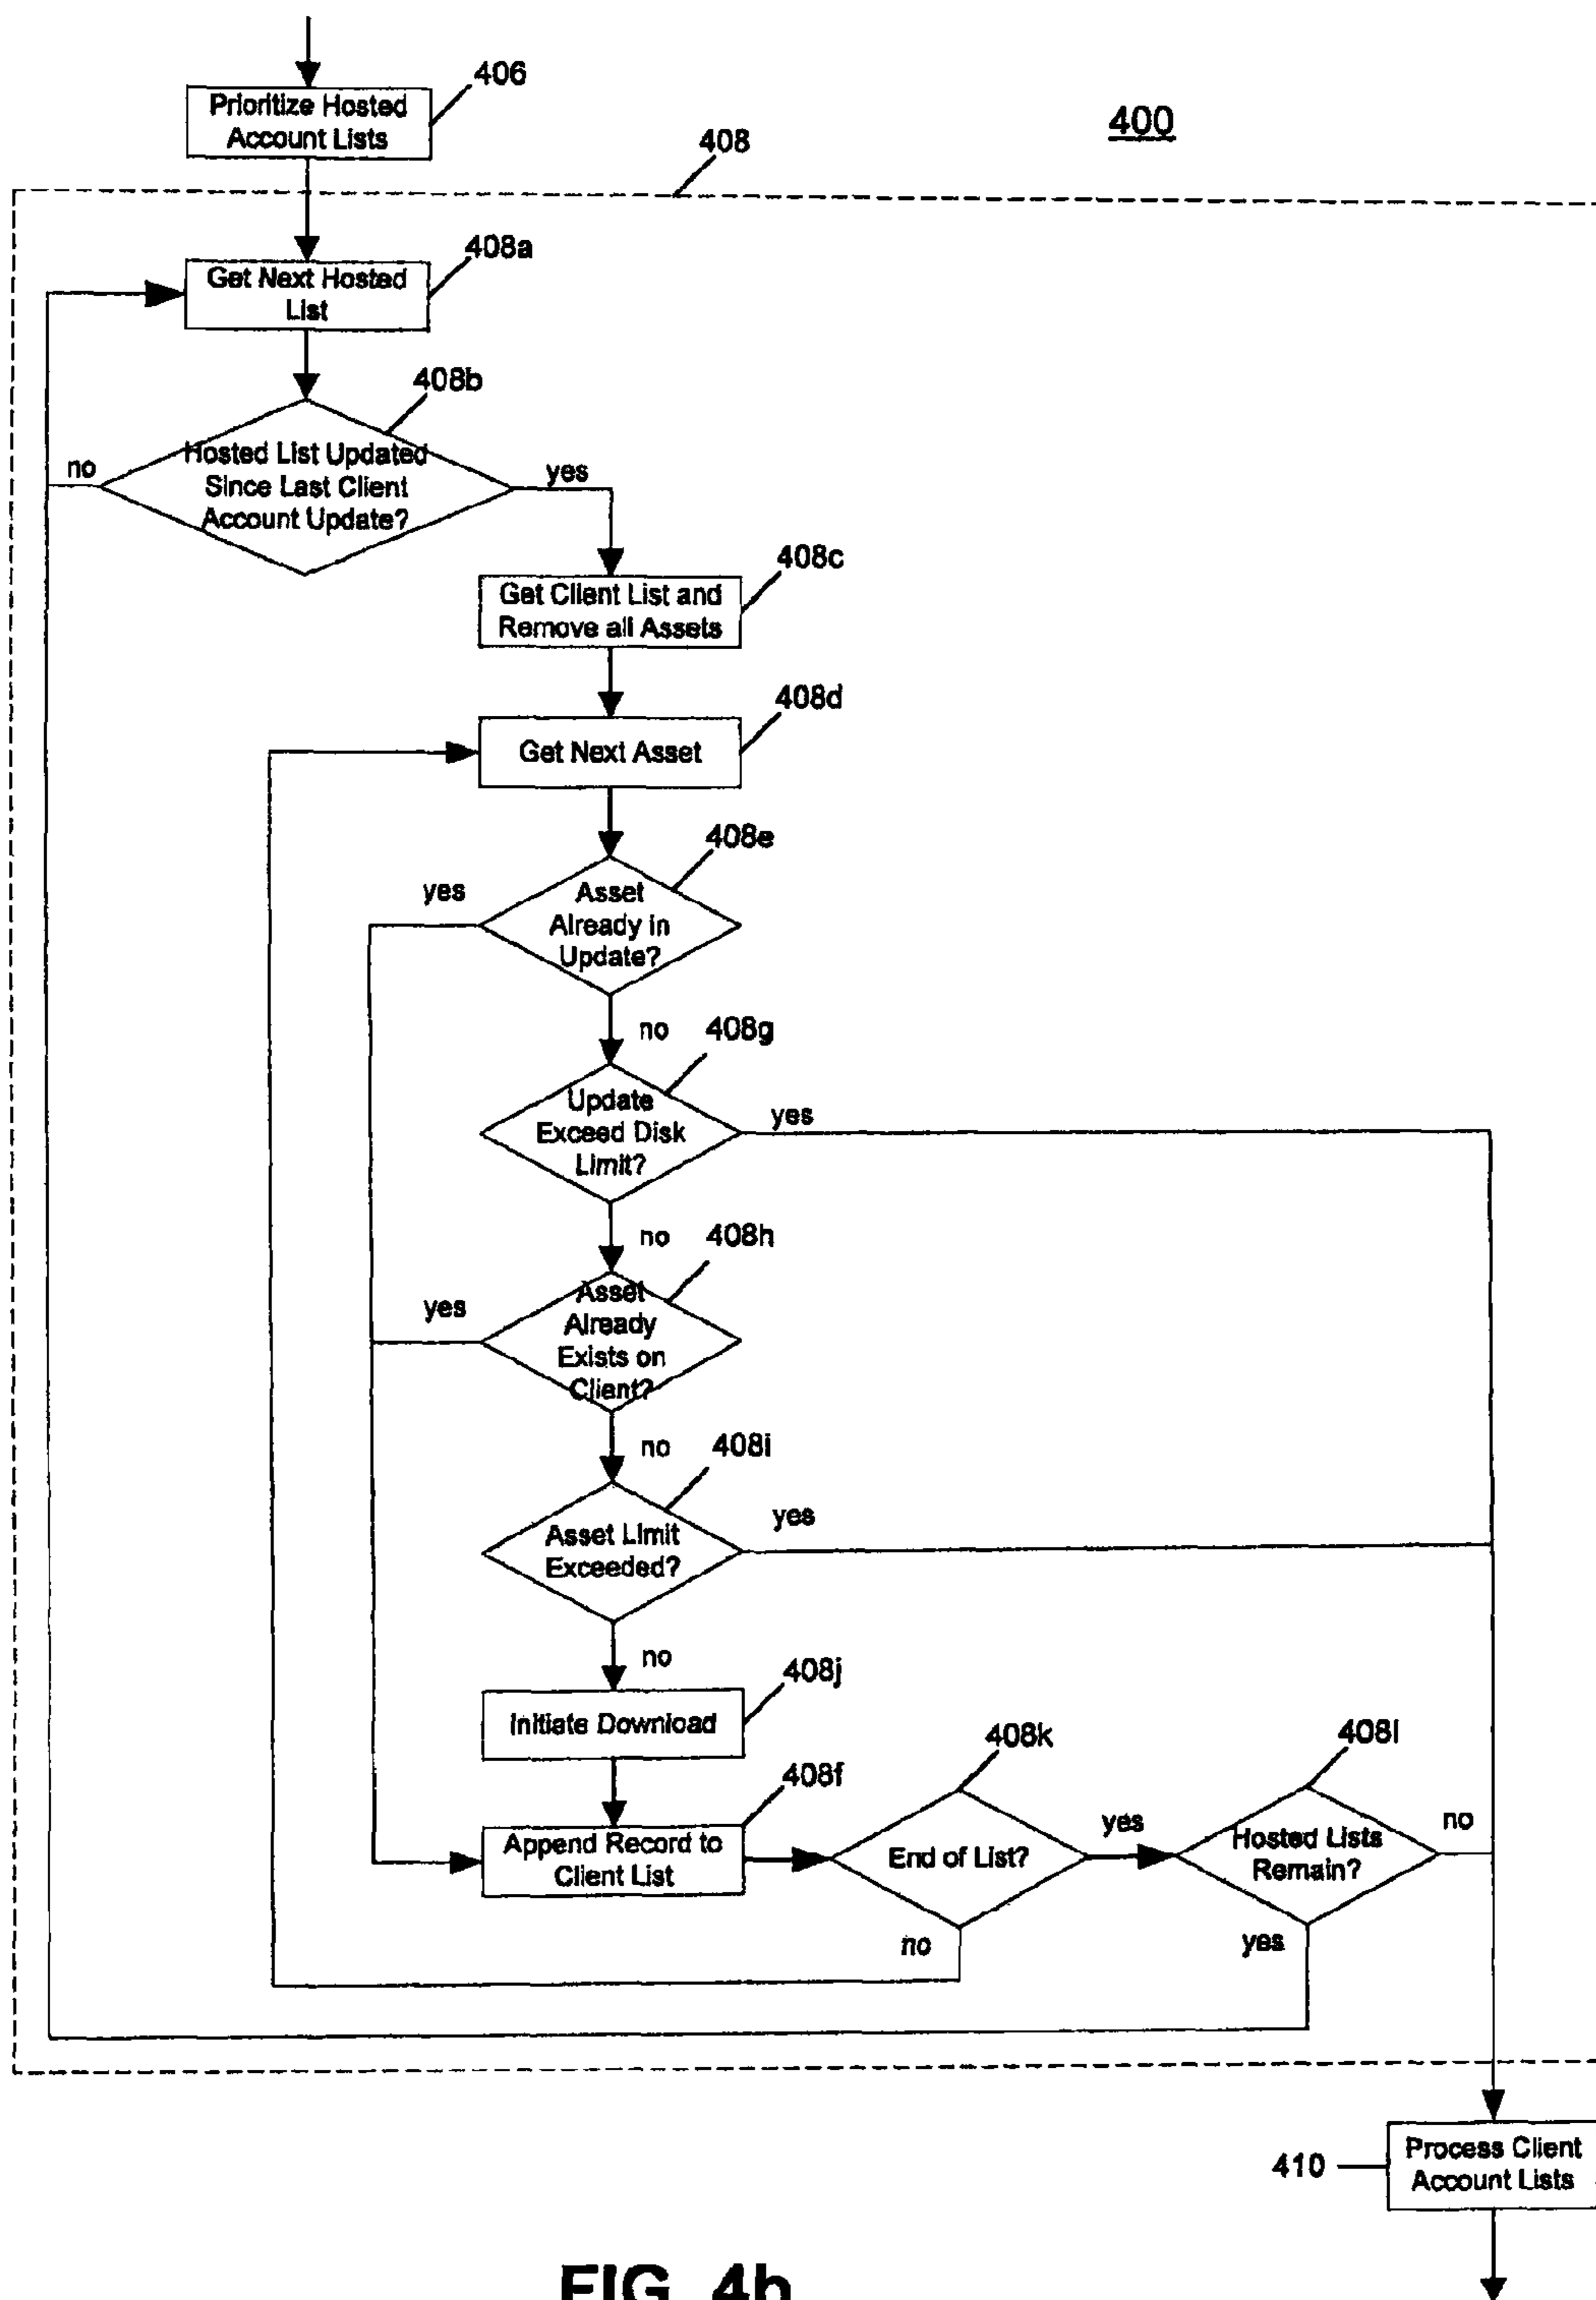 406
Prioritize Hosted
Account Lists
400
408
408a
Get Next Hosted
List
408b
no
Hosted List Updated
Since Last Client
Account Update?
yes
408c
Get Client List and
Remove all Assets
408d
Get Next Asset
408e
yes
Asset
Already in
Update?
no
408g
Update
Exceed Disk
Limit?
yes
no
408h
yes
Asset
Already
Exists on
Client?
no
408i
Asset Limit
Exceeded?
yes
no
408j
Initiate Download
408k
408l
408f
Append Record to
Client List
End of List?
yes
Hosted Lists
Remain?
no
no
yes
410
Process Client
Account Lists
FIG. 4b